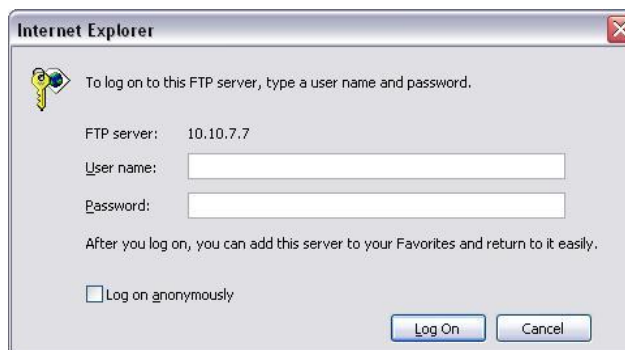 Internet Explorer
To log on to this FTP server, type a user name and password.
FTP server: 10.10.7.7
User name:
Password:
After you log on, you can add this server to your Favorites and return to it easily.
Log on anonymously
Log On Cancel